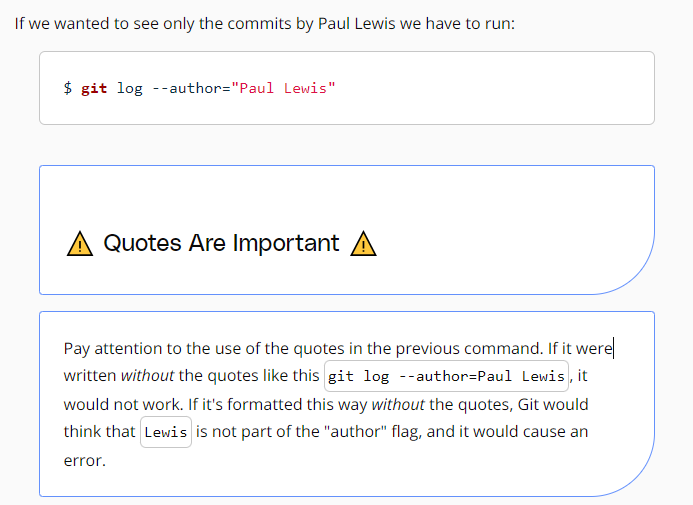 If we wanted to see only the commits by Paul Lewis we have to run:
$ git log --author="Paul Lewis"
⚠ Quotes Are Important ⚠
Pay attention to the use of the quotes in the previous command. If it were
written without the quotes like this git log --author=Paul Lewis, it
would not work. If it's formatted this way without the quotes, Git would
think that Lewis is not part of the "author" flag, and it would cause an
error.